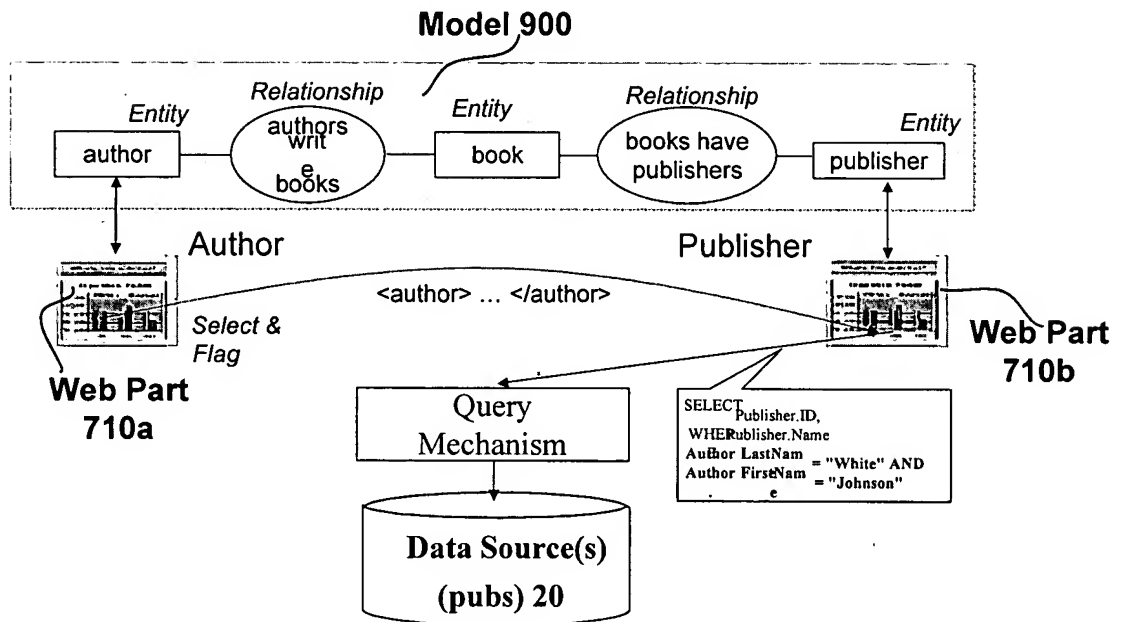 Model 900
Entity
Relationship
Entity
Relationship
Entity
author
authors
writ
e
books
book
books have
publishers
publisher
Author
Publisher
<author> ... </author>
Select &
Flag
Web Part
710a
Web Part
710b
Query
Mechanism
SELECT
Publisher.ID,
WHERublisher.Name
Author LastNam
= "White" AND
Author FirstNam
e
= "Johnson"
Data Source(s)
(pubs) 20